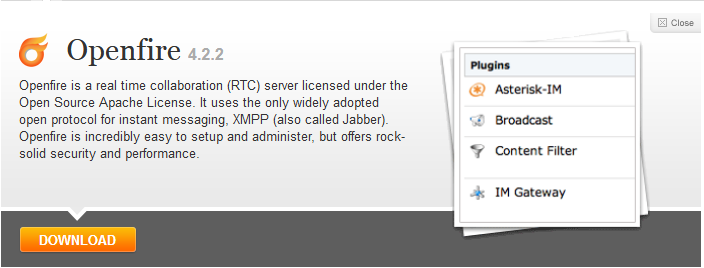 Close
Openfire 4.2.2
Openfire is a real time collaboration (RTC) server licensed under the
Open Source Apache License. It uses the only widely adopted
open protocol for instant messaging, XMPP (also called Jabber).
Openfire is incredibly easy to setup and administer, but offers rock-
solid security and performance.
Plugins
Asterisk-IM
Broadcast
Content Filter
IM Gateway
DOWNLOAD